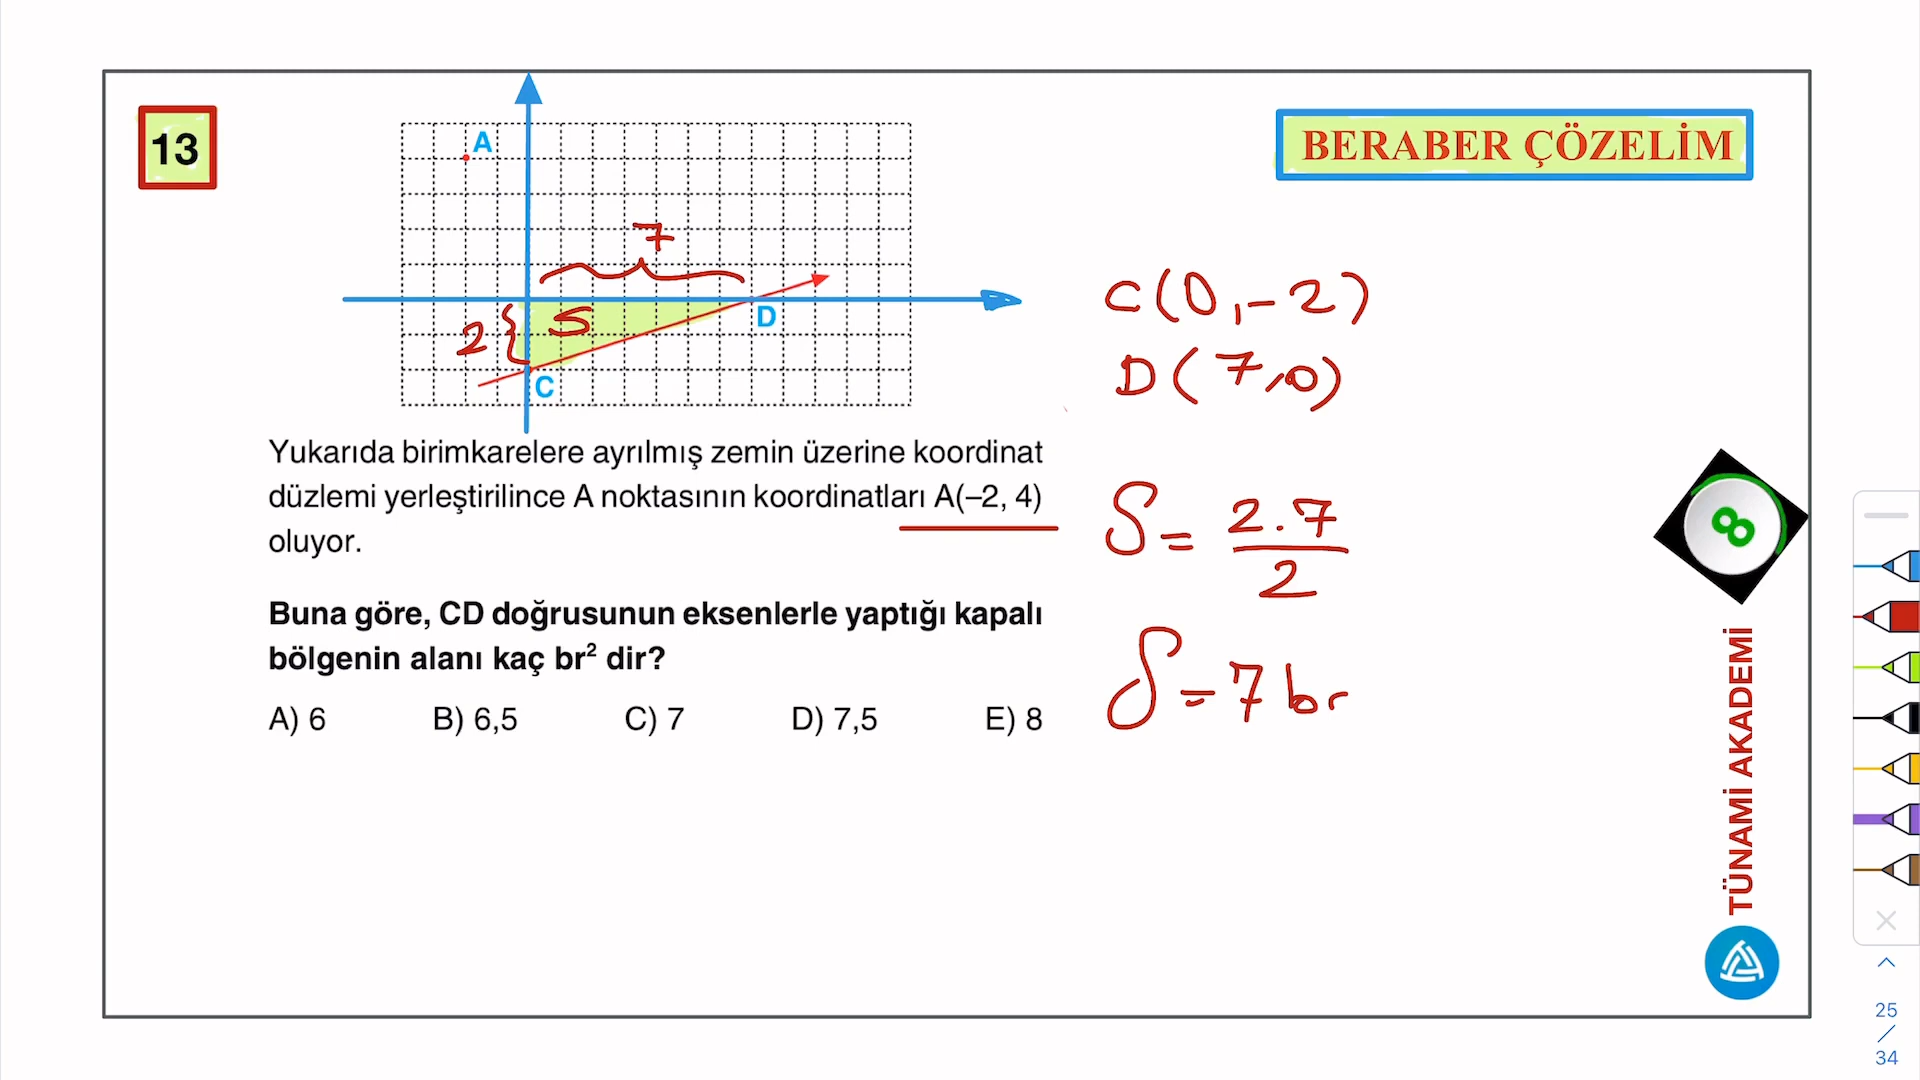 13
BERABER ÇÖZELİM
A
7
2
S
D
C
C(0,-2)
D(7,0)
Yukarıda birimkarelere ayrılmış zemin üzerine koordinat
düzlemi yerleştirilince A noktasının koordinatları A(–2, 4)
oluyor.
S = 2.7
2
S = 7 br
Buna göre, CD doğrusunun eksenlerle yaptığı kapalı
bölgenin alanı kaç br² dir?
A) 6 B) 6,5 C) 7 D) 7,5 E) 8
8
TÜNAMİ AKADEMİ
25
/
34